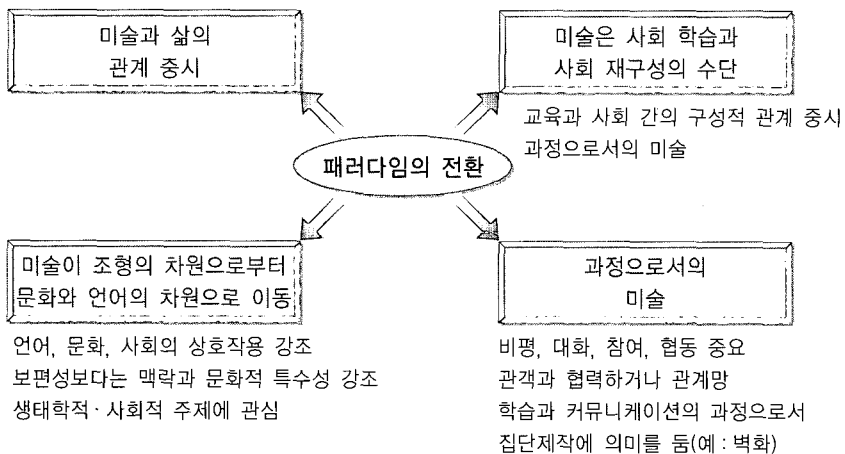 미술과 삶의
관계 중시
미술은 사회 학습과
사회 재구성의 수단
교육과 사회 간의 구성적 관계 중시
과정으로서의 미술
패러다임의 전환
미술이 조형의 차원으로부터
문화와 언어의 차원으로 이동
언어, 문화, 사회의 상호작용 강조
보편성보다는 맥락과 문화적 특수성 강조
생태학적·사회적 주제에 관심
과정으로서의
미술
비평, 대화, 참여, 협동 중요
관객과 협력하거나 관계망
학습과 커뮤니케이션의 과정으로서
집단제작에 의미를 둠(예 : 벽화)